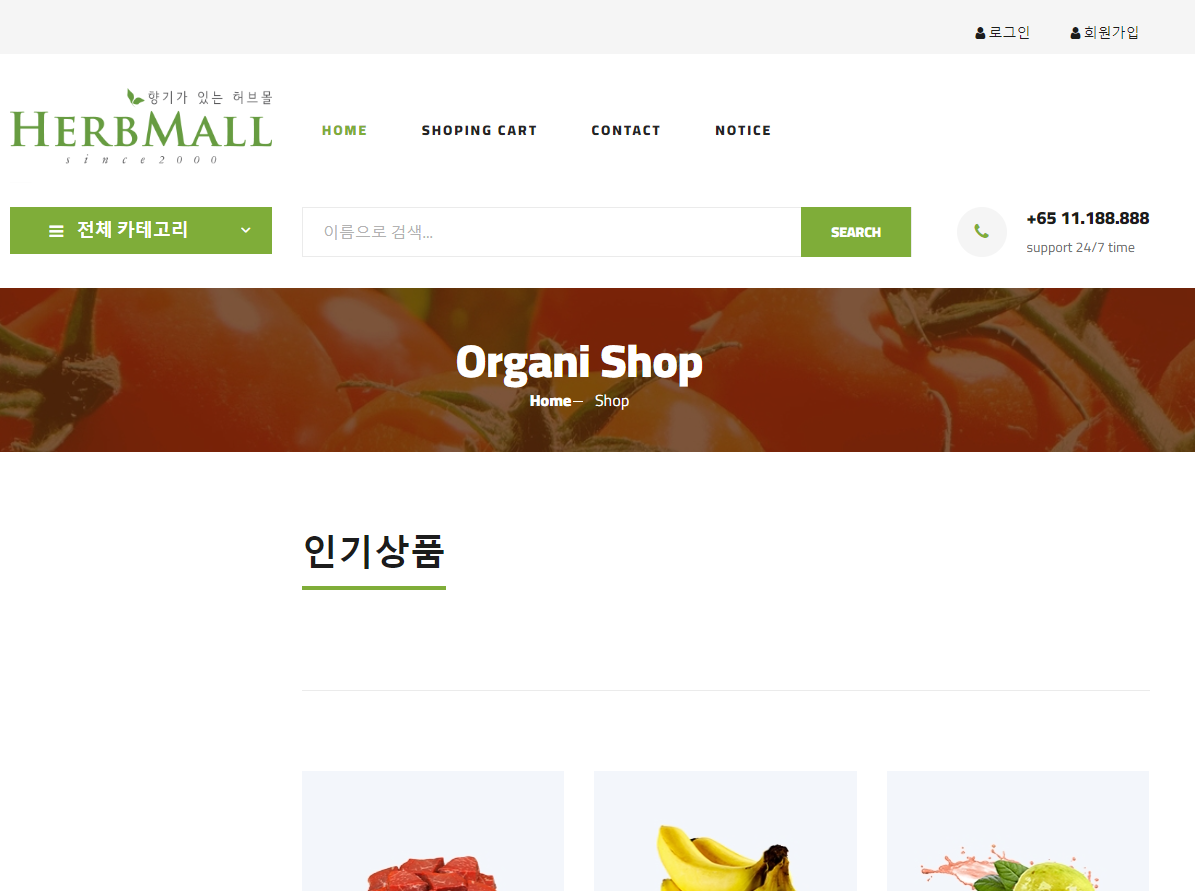 로그인 회원가입
향기가 있는 허브몰
HERBMALL
since2000
HOME SHOPING CART CONTACT NOTICE
전체 카테고리
이름으로 검색...
SEARCH
+65 11.188.888
support 24/7 time
Organi Shop
Home– Shop
인기상품